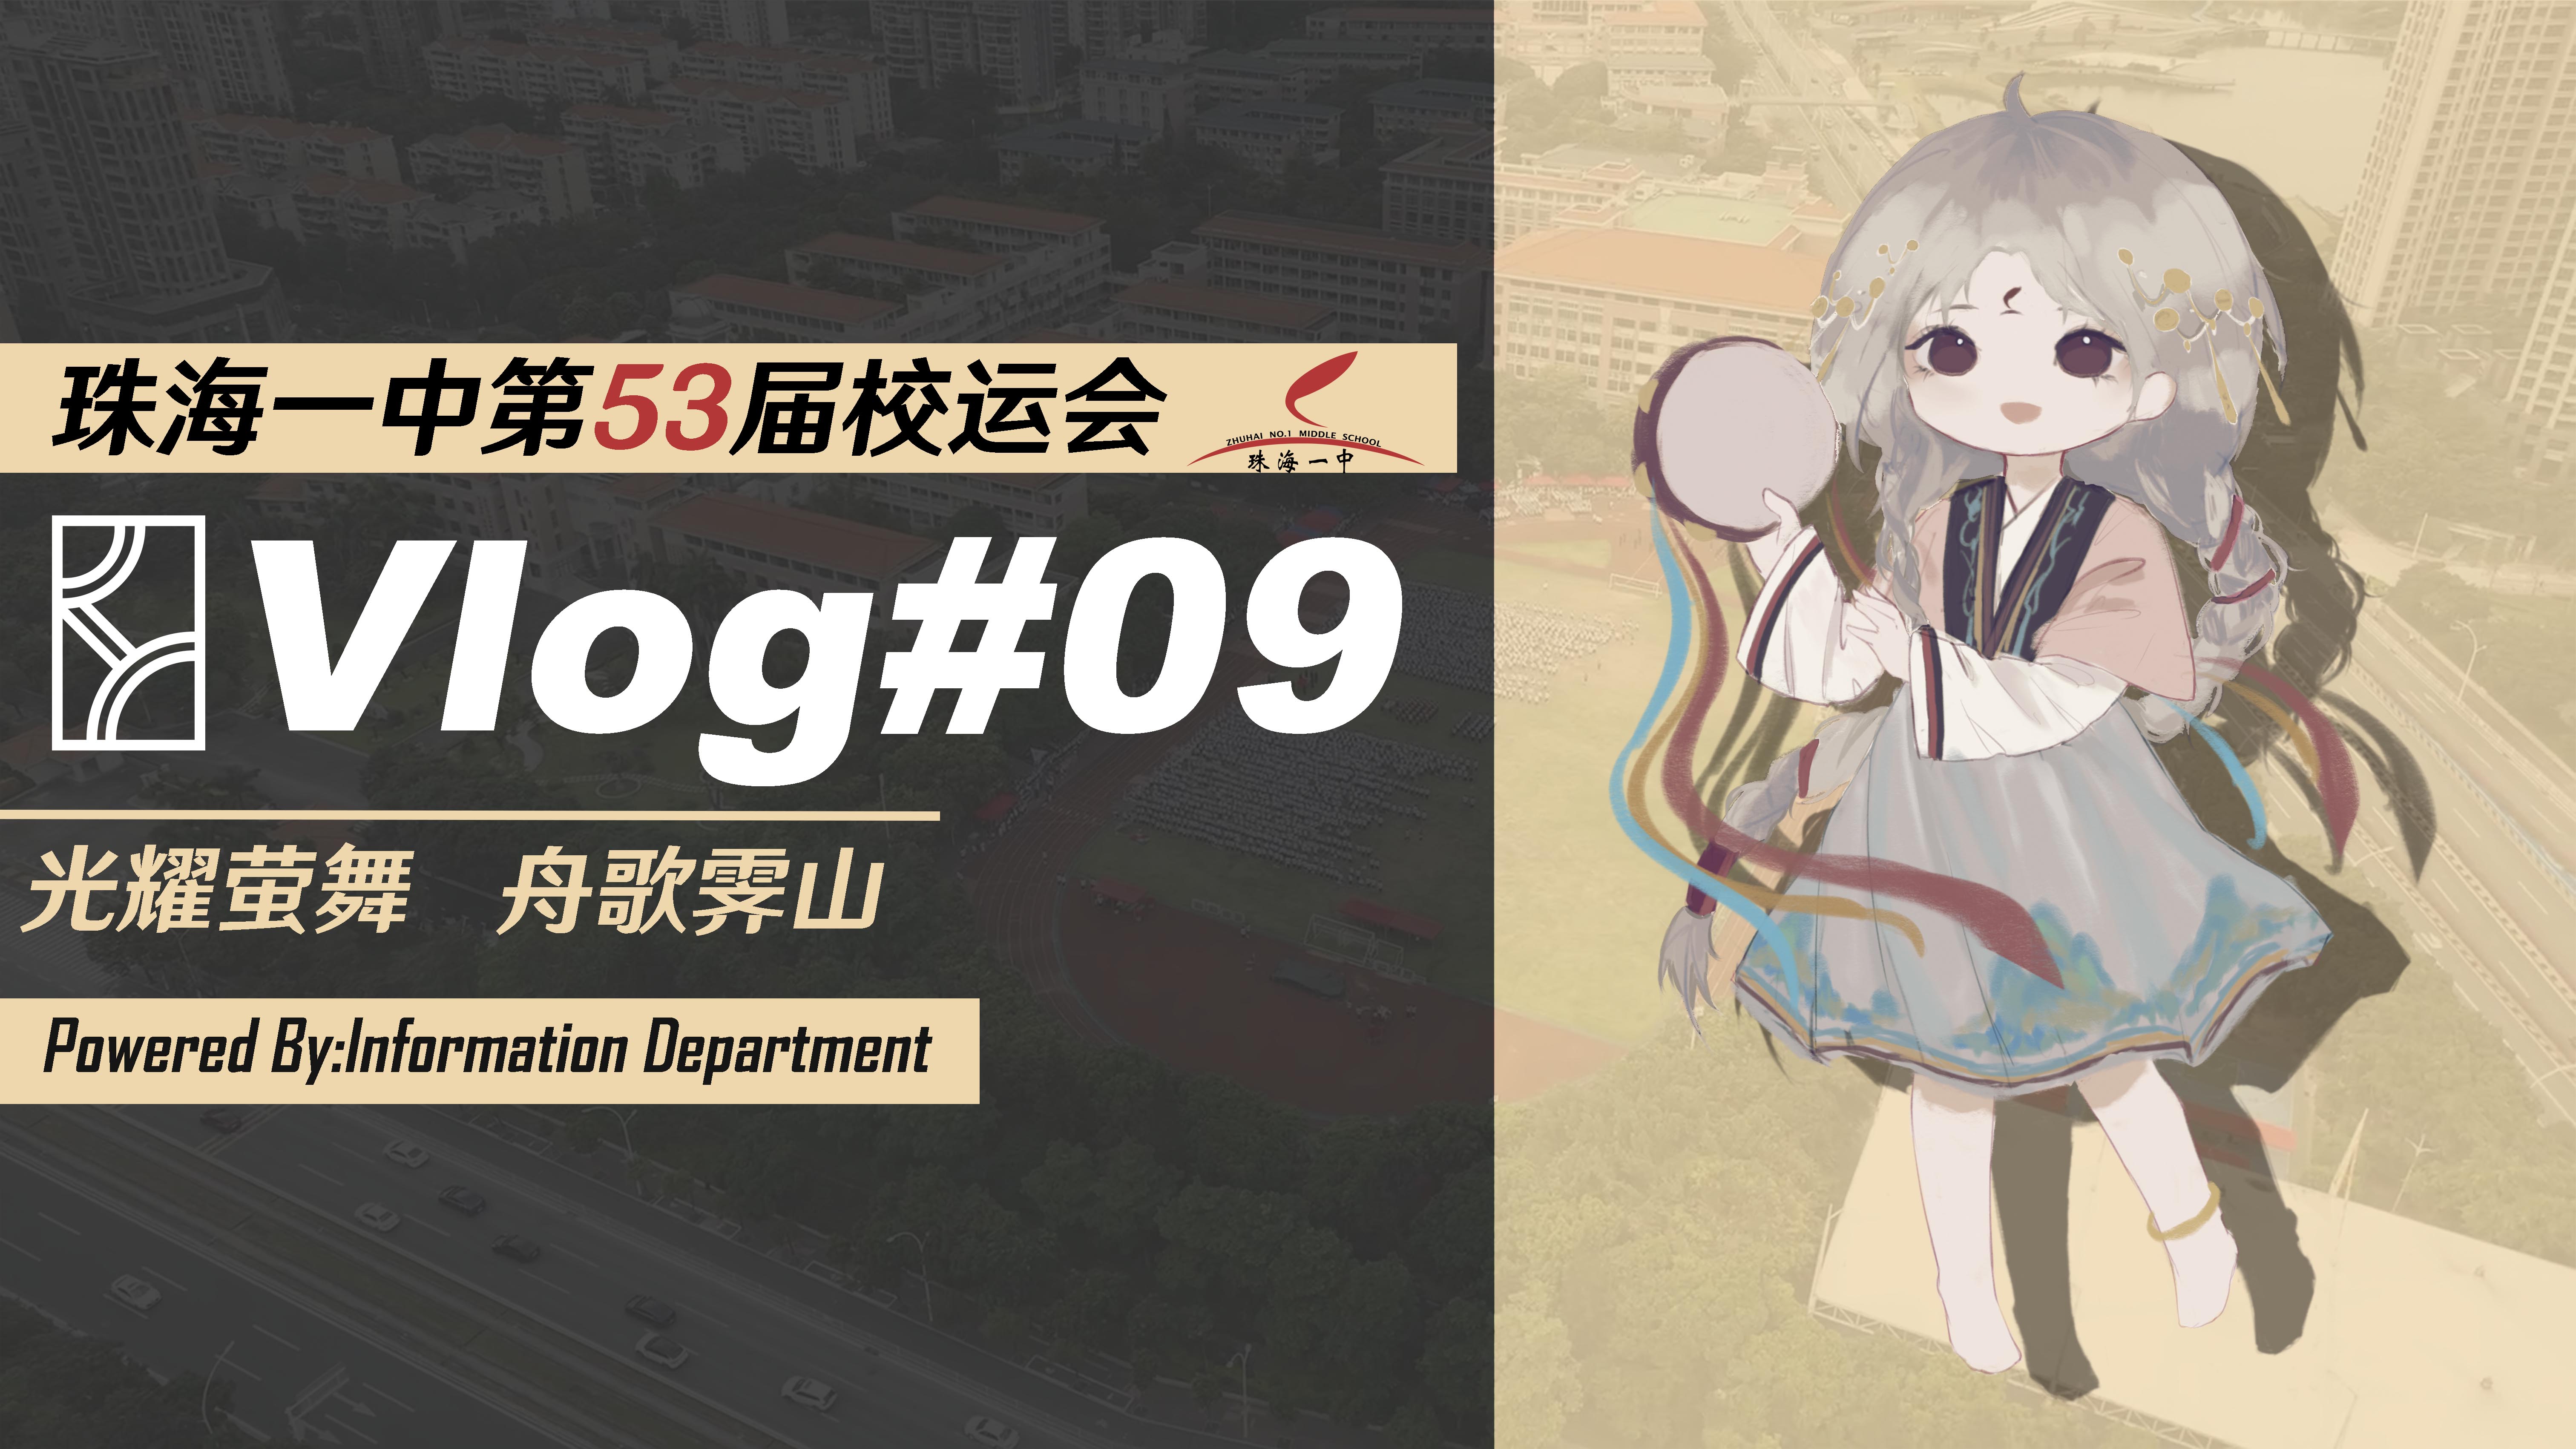 珠海一中第53届校运会
ZHUHAI NO.1 MIDDLE SCHOOL
珠海一中
Vlog#09
光耀萤舞 舟歌霁山
Powered By:Information Department